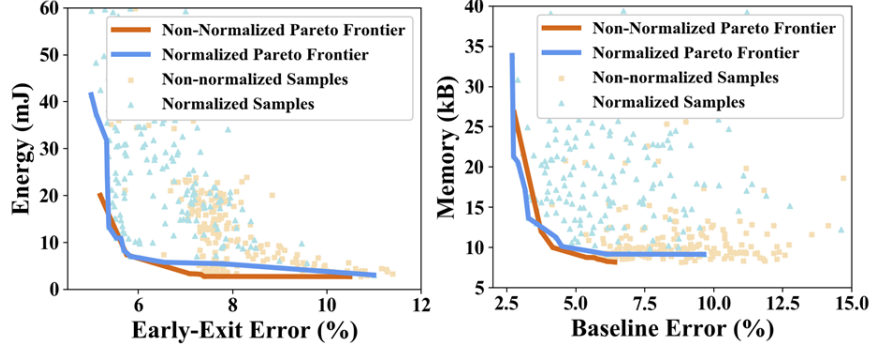 60
50
40
30
20
10
0
Energy (mJ)
6
8
10
12
Early-Exit Error (%)
Non-Normalized Pareto Frontier
Normalized Pareto Frontier
Non-normalized Samples
Normalized Samples
40
35
30
25
20
15
10
5
Memory (kB)
2.5
5.0
7.5
10.0
12.5
15.0
Baseline Error (%)
Non-Normalized Pareto Frontier
Normalized Pareto Frontier
Non-normalized Samples
Normalized Samples